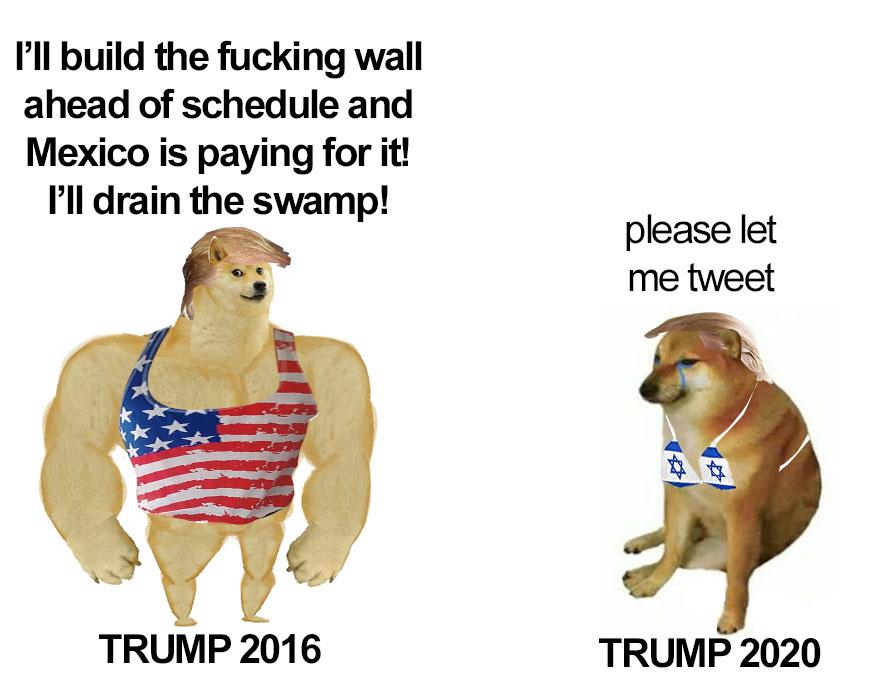 I'll build the fucking wall
ahead of schedule and
Mexico is paying for it!
I'll drain the swamp!
please let
me tweet
TRUMP 2016
TRUMP 2020